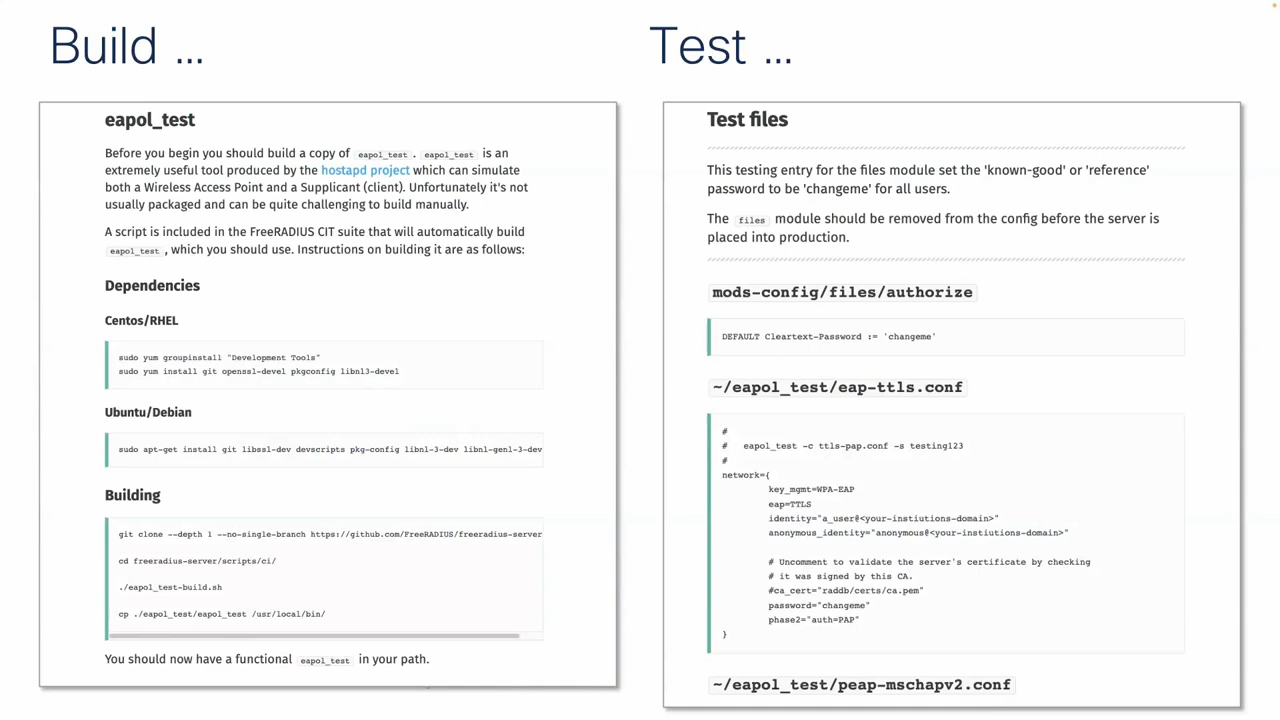 Build ...
eapol_test
Before you begin you should build a copy of eapol_test. eapol_test is an
extremely useful tool produced by the hostapd project which can simulate
both a Wireless Access Point and a Supplicant (client). Unfortunately it's not
usually packaged and can be quite challenging to build manually.
A script is included in the FreeRADIUS CIT suite that will automatically build
eapol_test, which you should use. Instructions on building it are as follows:
Dependencies
Centos/RHEL
sudo yum groupinstall "Development Tools"
sudo yum install git openssl-devel pkgconfig libnl3-devel
Ubuntu/Debian
sudo apt-get install git libssl-dev devscripts pkg-config libnl-3-dev libnl-genl-3-dev
Building
git clone --depth 1 --no-single-branch https://github.com/FreeRADIUS/freeradius-server
cd freeradius-server/scripts/ci/
./eapol_test-build.sh
cp ./eapol_test/eapol_test /usr/local/bin/
You should now have a functional eapol_test in your path.
Test ...
Test files
This testing entry for the files module set the 'known-good' or 'reference'
password to be 'changeme' for all users.
The files module should be removed from the config before the server is
placed into production.
mods-config/files/authorize
DEFAULT Cleartext-Password := 'changeme'
~/eapol_test/eap-ttls.conf
#
#   eapol_test -c ttls-pap.conf -s testing123
#
network={
key_mgmt=WPA-EAP
eap=TTLS
identity="a_user@<your-instiutions-domain>"
anonymous_identity="anonymous@<your-instiutions-domain>"
# Uncomment to validate the server's certificate by checking
# it was signed by this CA.
#ca_cert="raddb/certs/ca.pem"
password="changeme"
phase2="auth=PAP"
}
~/eapol_test/peap-mschapv2.conf